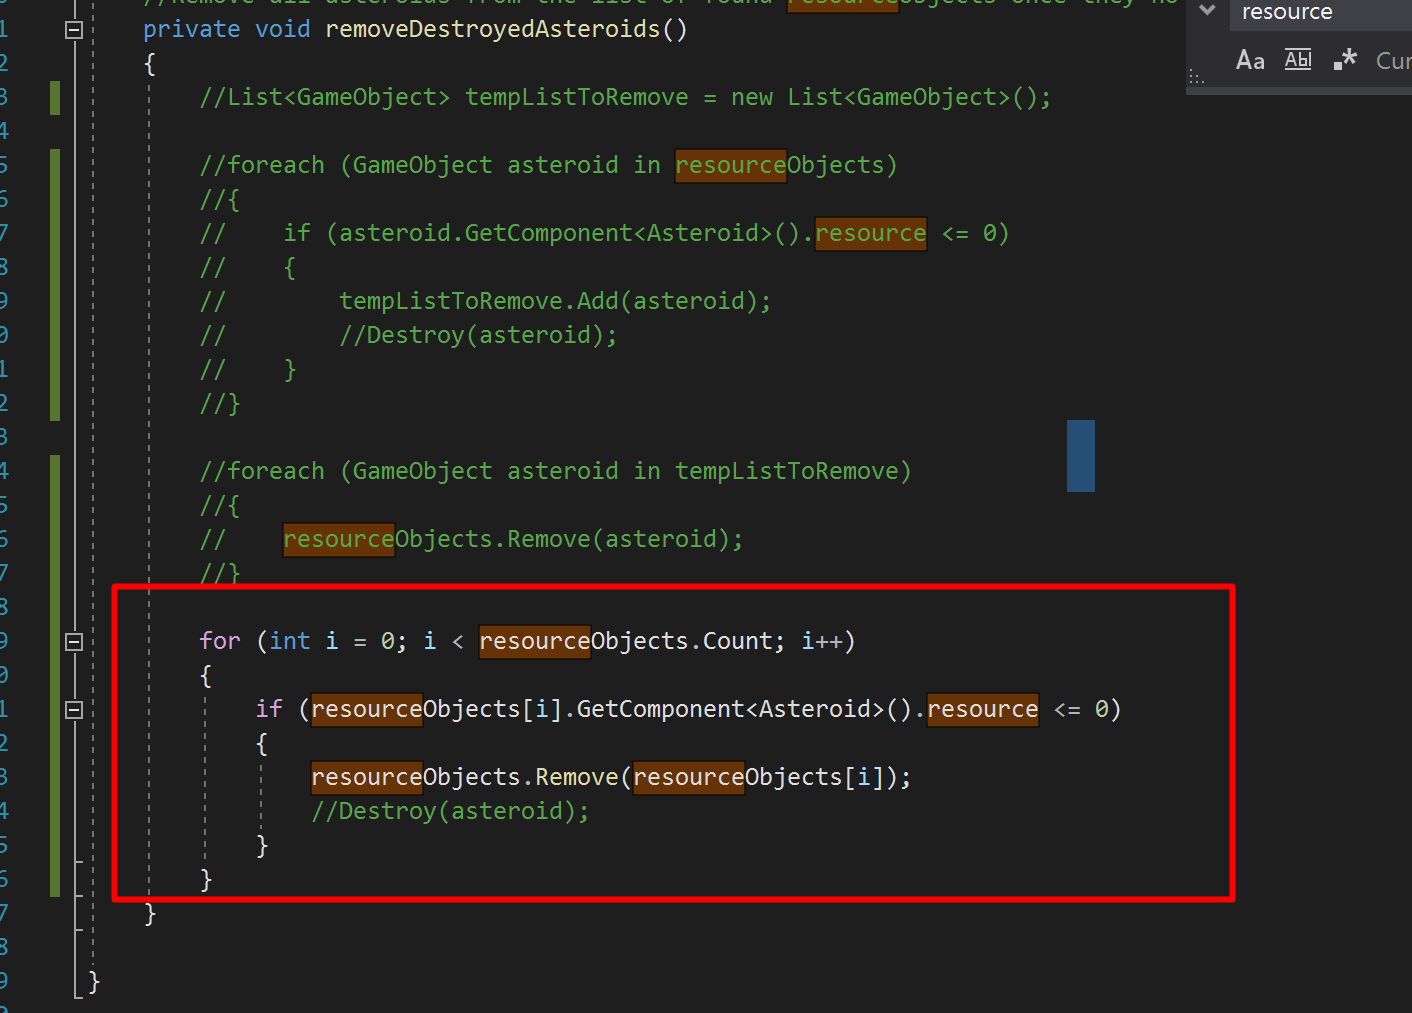 resource
Aa Abl .*
private void removeDestroyedAsteroids()
{
//List<GameObject> tempListToRemove = new List<GameObject>();
//foreach (GameObject asteroid in resourceObjects)
//{
//    if (asteroid.GetComponent<Asteroid>().resource <= 0)
//    {
//        tempListToRemove.Add(asteroid);
//        //Destroy(asteroid);
//    }
//}
//foreach (GameObject asteroid in tempListToRemove)
//{
//    resourceObjects.Remove(asteroid);
//}
for (int i = 0; i < resourceObjects.Count; i++)
{
if (resourceObjects[i].GetComponent<Asteroid>().resource <= 0)
{
resourceObjects.Remove(resourceObjects[i]);
//Destroy(asteroid);
}
}
}
}